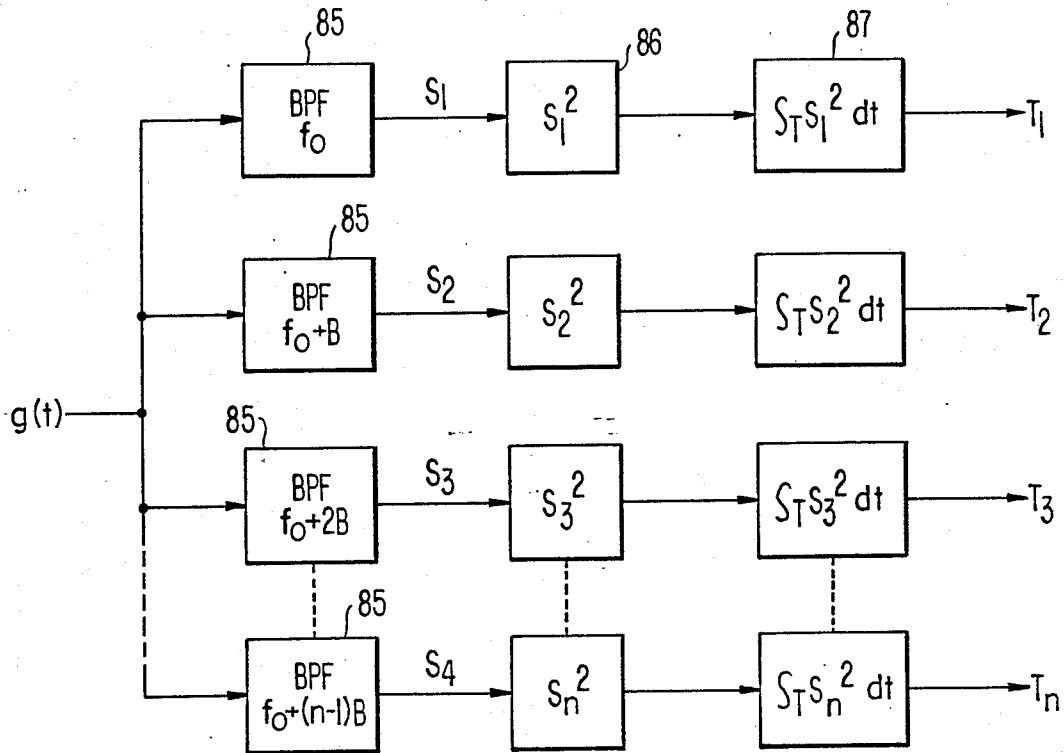 85
86
87
BPF
f₀
S₁
S₁²
∫T S₁² dt
T₁
85
BPF
f₀+B
S₂
S₂²
∫T S₂² dt
T₂
g(t)
85
BPF
f₀+2B
S₃
S₃²
∫T S₃² dt
T₃
85
BPF
f₀+(n-1)B
S₄
Sₙ²
∫T Sₙ² dt
Tₙ